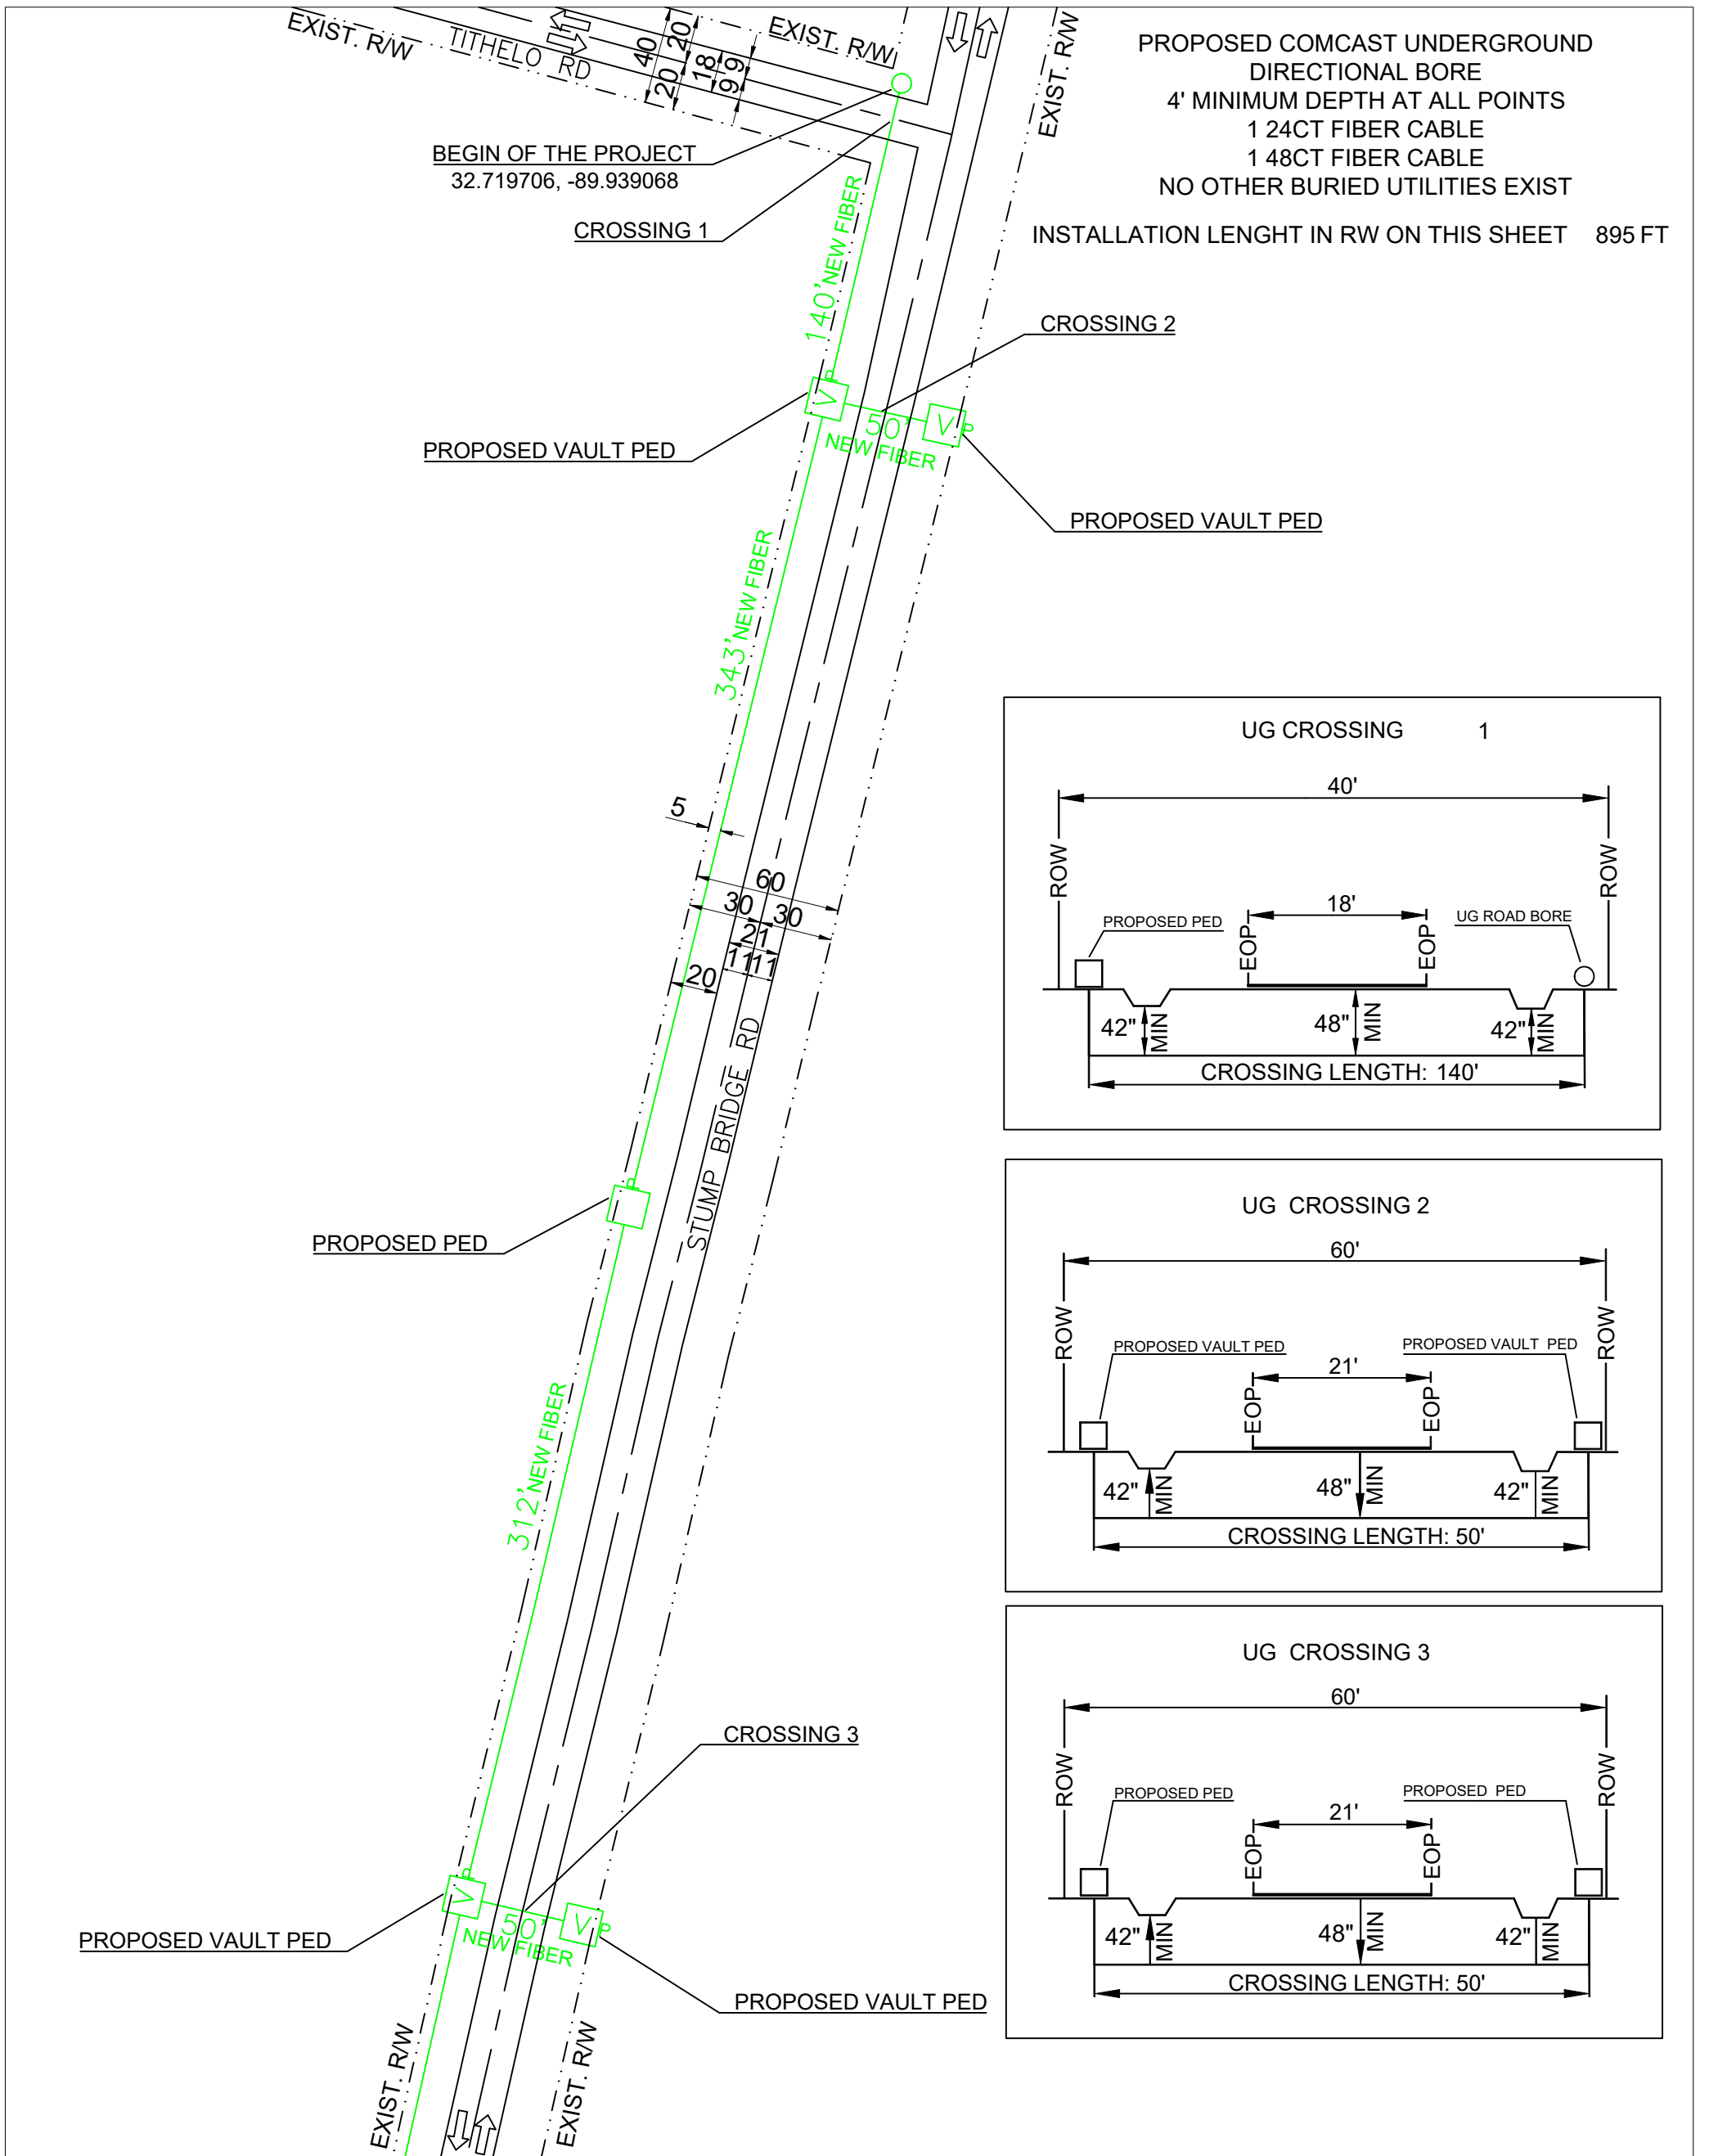 EXIST. R/W
TITHELO RD
40
20
20
18
9
9
EXIST. R/W
EXIST. R/W
PROPOSED COMCAST UNDERGROUND
DIRECTIONAL BORE
4' MINIMUM DEPTH AT ALL POINTS
1 24CT FIBER CABLE
1 48CT FIBER CABLE
NO OTHER BURIED UTILITIES EXIST
INSTALLATION LENGHT IN RW ON THIS SHEET 895 FT
BEGIN OF THE PROJECT
32.719706, -89.939068
CROSSING 1
140' NEW FIBER
CROSSING 2
V
P
50'
NEW FIBER
V
P
PROPOSED VAULT PED
PROPOSED VAULT PED
343' NEW FIBER
5
60
30
30
21
11
11
20
STUMP BRIDGE RD
P
PROPOSED PED
312' NEW FIBER
CROSSING 3
V
P
50'
NEW FIBER
V
P
PROPOSED VAULT PED
PROPOSED VAULT PED
EXIST. R/W
EXIST. R/W
UG CROSSING 1
40'
ROW
ROW
18'
PROPOSED PED
UG ROAD BORE
EOP
EOP
42"
MIN
48"
MIN
42"
MIN
CROSSING LENGTH: 140'
UG CROSSING 2
60'
ROW
ROW
PROPOSED VAULT PED
PROPOSED VAULT PED
21'
EOP
EOP
42"
MIN
48"
MIN
42"
MIN
CROSSING LENGTH: 50'
UG CROSSING 3
60'
ROW
ROW
PROPOSED PED
PROPOSED PED
21'
EOP
EOP
42"
MIN
48"
MIN
42"
MIN
CROSSING LENGTH: 50'